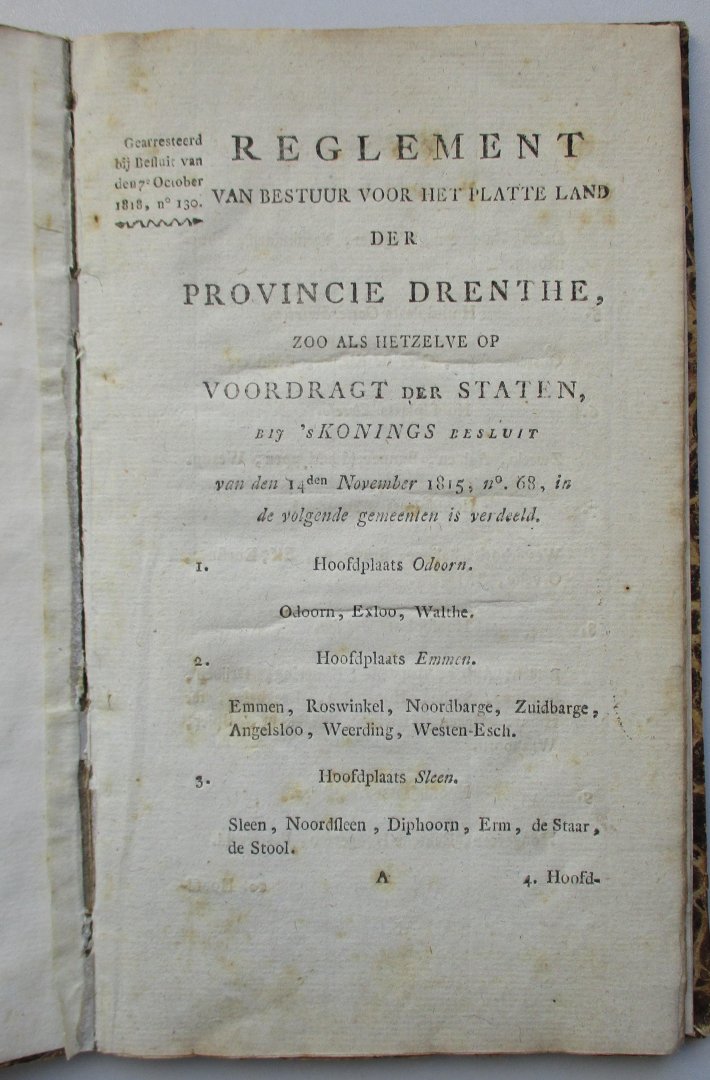 Gearresteerd
bij Besluit van
den 7e October
1818, no 130.
REGLEMENT
VAN BESTUUR VOOR HET PLATTE LAND
DER
PROVINCIE DRENTHE,
ZOO ALS HETZELVE OP
VOORDRAGT DER STATEN,
BIJ 'sKONINGS BESLUIT
van den 14den November 1815, no. 68, in
de volgende gemeenten is verdeeld.
1. Hoofdplaats Odoorn.
Odoorn, Exloo, Walthe.
2. Hoofdplaats Emmen.
Emmen, Roswinkel, Noordbarge, Zuidbarge,
Angelsloo, Weerding, Westen-Esch.
3. Hoofdplaats Sleen.
Sleen, Noordsleen, Diphoorn, Erm, de Staar,
de Stool.
A 4. Hoofd-